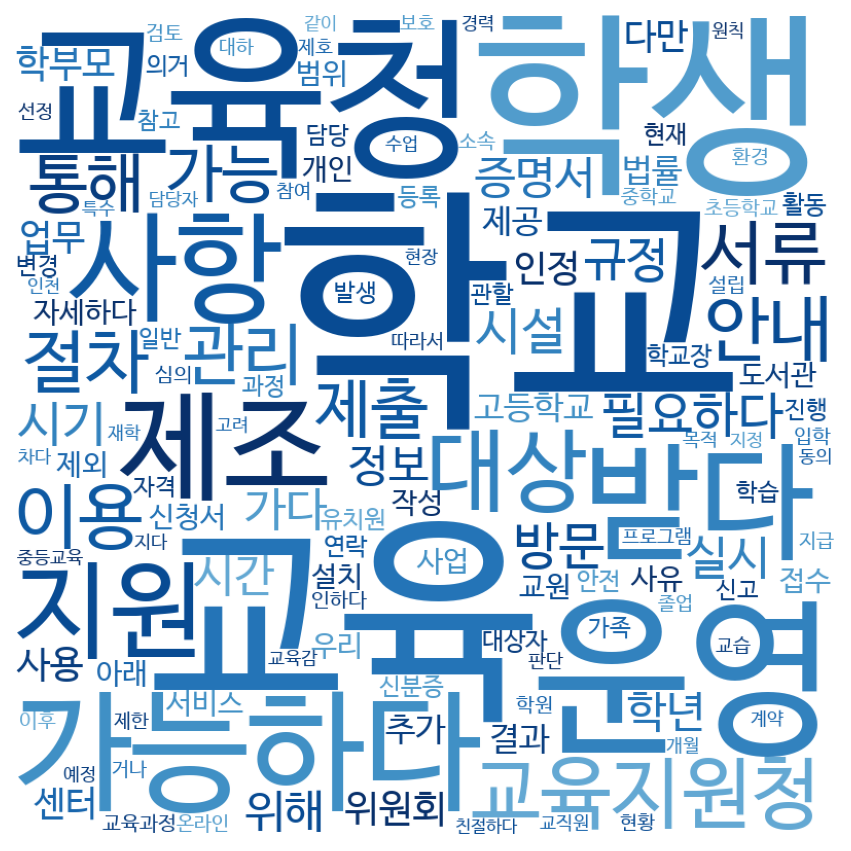 검토
같이
보호
경력
원칙
교육청
학생
대하
제호
다만
학부모
의거
범위
선정
참고
담당
수업
소속
현재
환경
통해
가능
개인
증명서
법률
특수
담당자
참여
등록
중학교
초등학교
활동
업무
사항
학교
제공
서류
변경
현장
인정
규정
인천
발생
관할
설립
자세하다
일반
따라서
시설
학교장
안내
절차
관리
심의
과정
제출
고등학교
필요하다
도서관
시기
재학
고려
진행
제조
대상
받다
목적
지정
입학
차다
제외
정보
동의
자격
가다
작성
학습
이용
신청서
유치원
방문
프로그램
실시
지급
중등교육
지다
연락
사업
시간
설치
교원
안전
사유
신고
접수
지원
교육
인하다
졸업
운영
가족
사용
아래
우리
대상자
교습
교육감
판단
가능하다
서비스
신분증
학원
학년
계약
이후
제한
추가
결과
개월
예정
거나
교육지원청
센터
위해
위원회
교육과정
온라인
친절하다
교직원
현황